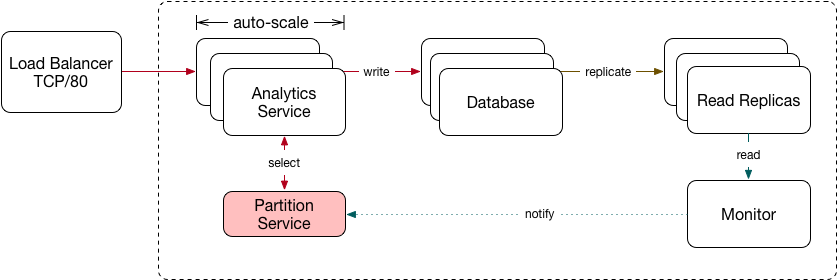 auto-scale
Load Balancer
TCP/80
Analytics
Service
write
Database
replicate
Read Replicas
select
read
Partition
Service
notify
Monitor